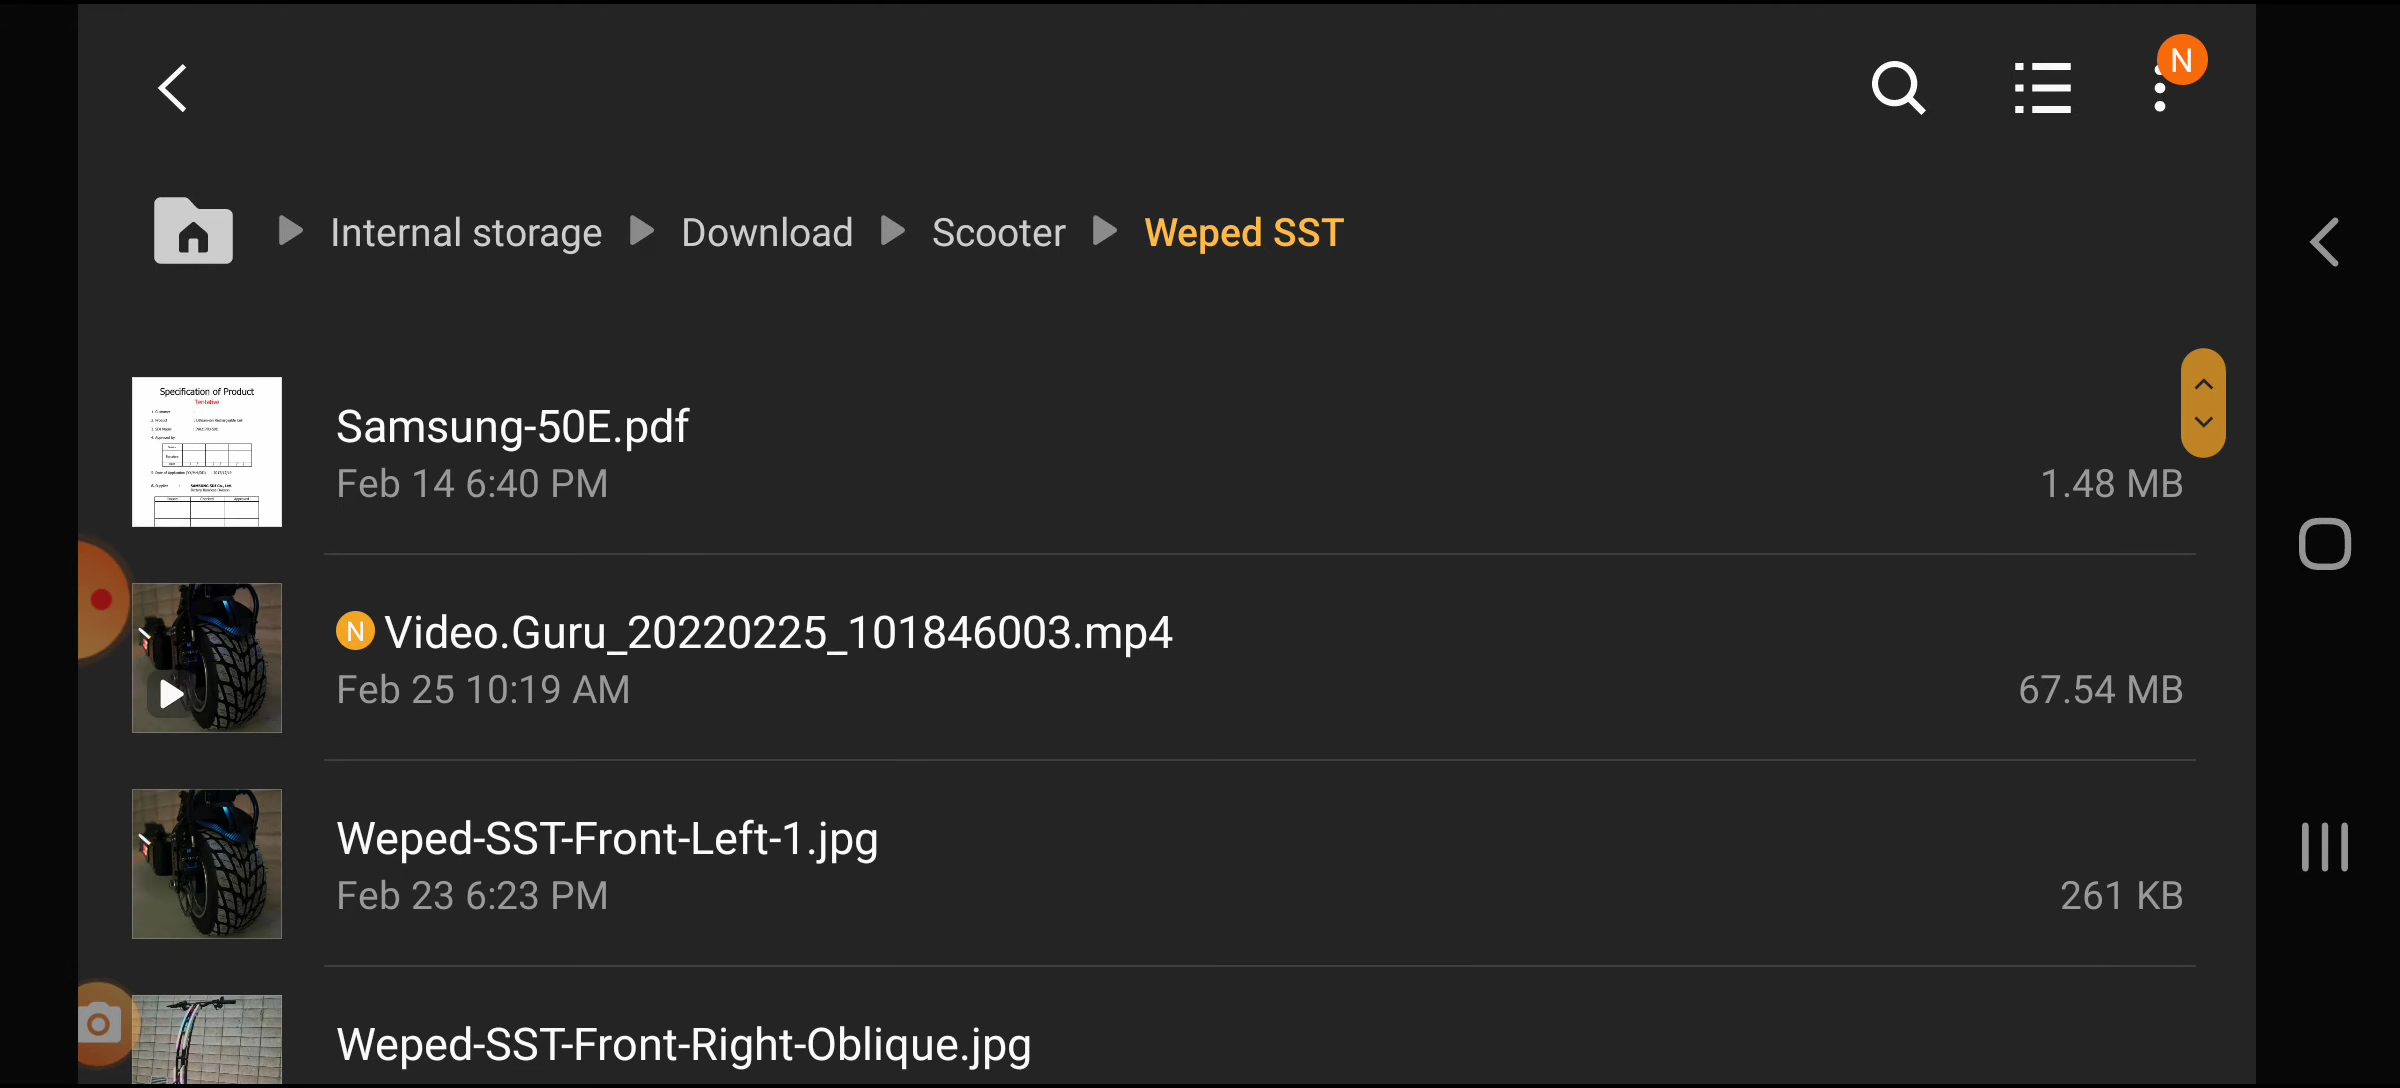 N
Internal storage Download Scooter Weped SST
Specification of Product
Tentative
Samsung-50E.pdf
Feb 14 6:40 PM
1.48 MB
N Video.Guru_20220225_101846003.mp4
Feb 25 10:19 AM
67.54 MB
Weped-SST-Front-Left-1.jpg
Feb 23 6:23 PM
261 KB
Weped-SST-Front-Right-Oblique.jpg